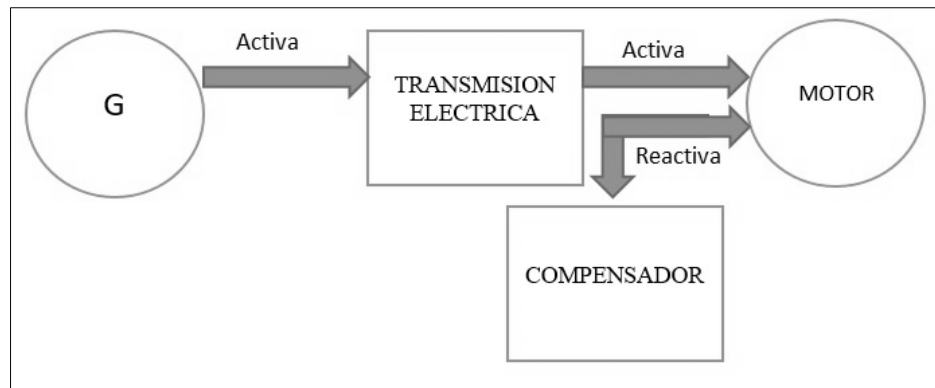 Activa
G
TRANSMISION
ELECTRICA
Activa
MOTOR
Reactiva
COMPENSADOR